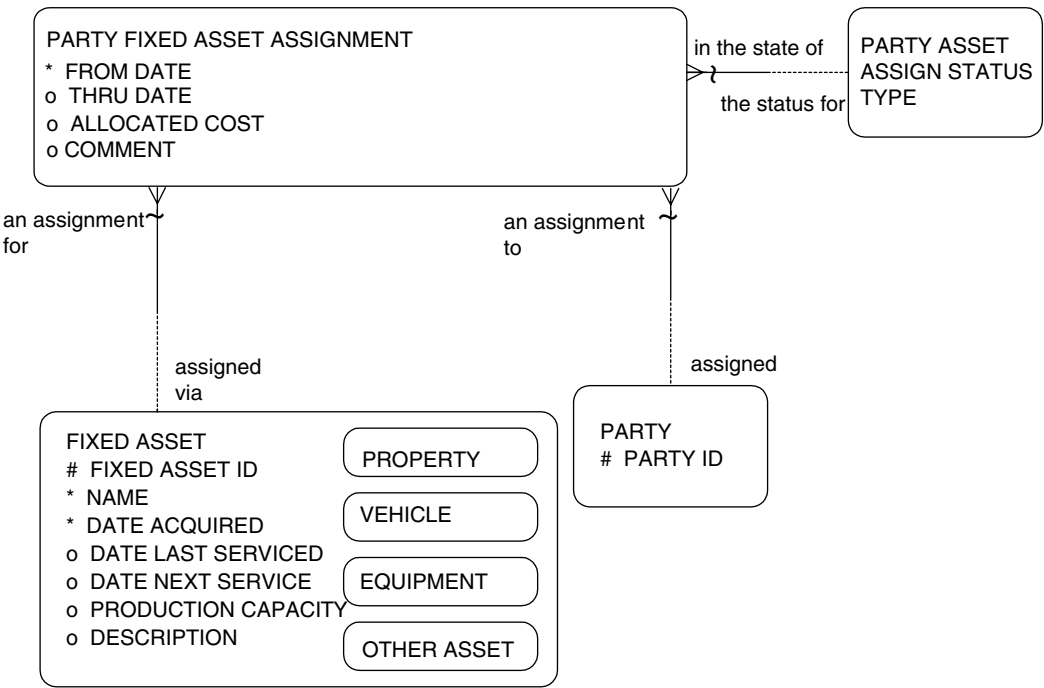 PARTY FIXED ASSET ASSIGNMENT
* FROM DATE
o THRU DATE
o ALLOCATED COST
o COMMENT
in the state of
the status for
PARTY ASSET
ASSIGN STATUS
TYPE
an assignment
for
an assignment
to
assigned
via
assigned
FIXED ASSET
# FIXED ASSET ID
* NAME
* DATE ACQUIRED
o DATE LAST SERVICED
o DATE NEXT SERVICE
o PRODUCTION CAPACITY
o DESCRIPTION
PROPERTY
VEHICLE
EQUIPMENT
OTHER ASSET
PARTY
# PARTY ID